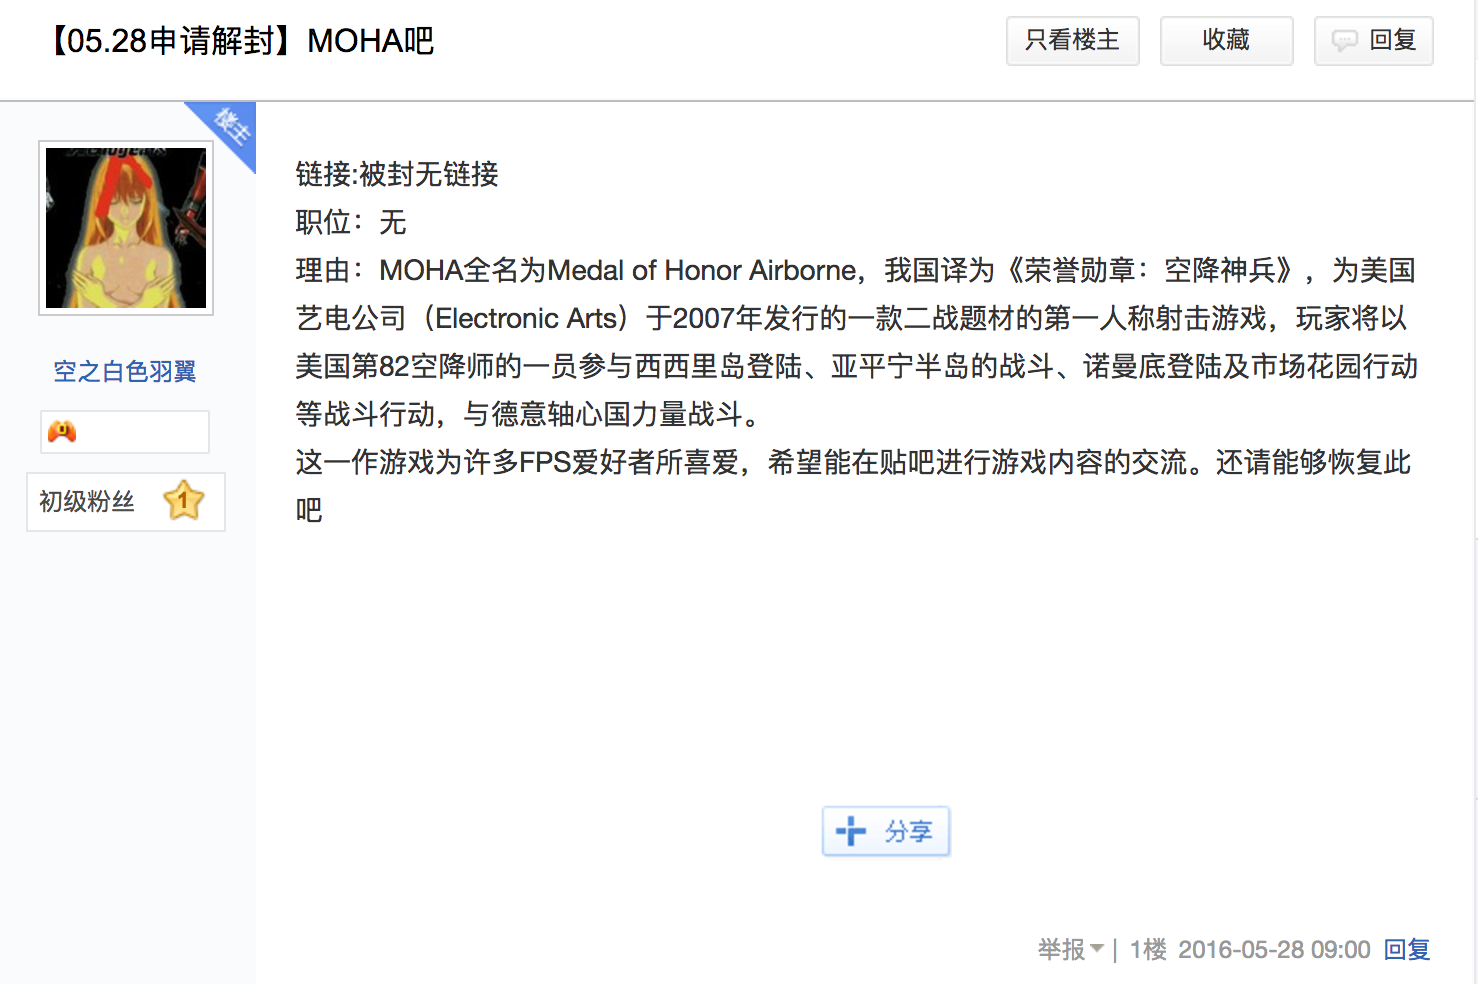 【05.28申请解封】MOHA吧
只看楼主
收藏
回复
楼主
空之白色羽翼
初级粉丝 1
链接:被封无链接
职位：无
理由：MOHA全名为Medal of Honor Airborne，我国译为《荣誉勋章：空降神兵》，为美国
艺电公司（Electronic Arts）于2007年发行的一款二战题材的第一人称射击游戏，玩家将以
美国第82空降师的一员参与西西里岛登陆、亚平宁半岛的战斗、诺曼底登陆及市场花园行动
等战斗行动，与德意轴心国力量战斗。
这一作游戏为许多FPS爱好者所喜爱，希望能在贴吧进行游戏内容的交流。还请能够恢复此
吧
分享
举报 | 1楼 2016-05-28 09:00 回复